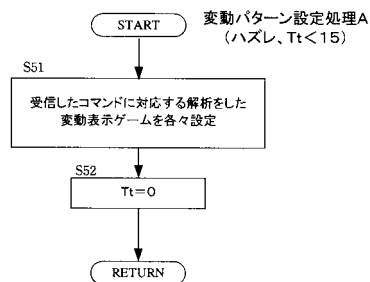 START
変動パターン設定処理A
(ハズレ、Tt<15)
S51
受信したコマンドに対応する解析をした
変動表示ゲームを各々設定
S52
Tt=0
RETURN